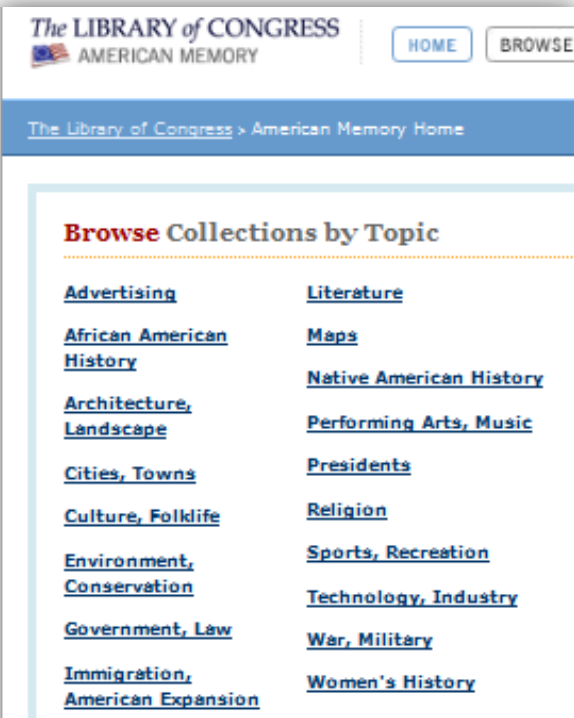 The LIBRARY of CONGRESS
AMERICAN MEMORY
HOME
BROWSE
The Library of Congress > American Memory Home
Browse Collections by Topic
Advertising
African American
History
Architecture,
Landscape
Cities, Towns
Culture, Folklife
Environment,
Conservation
Government, Law
Immigration,
American Expansion
Literature
Maps
Native American History
Performing Arts, Music
Presidents
Religion
Sports, Recreation
Technology, Industry
War, Military
Women's History